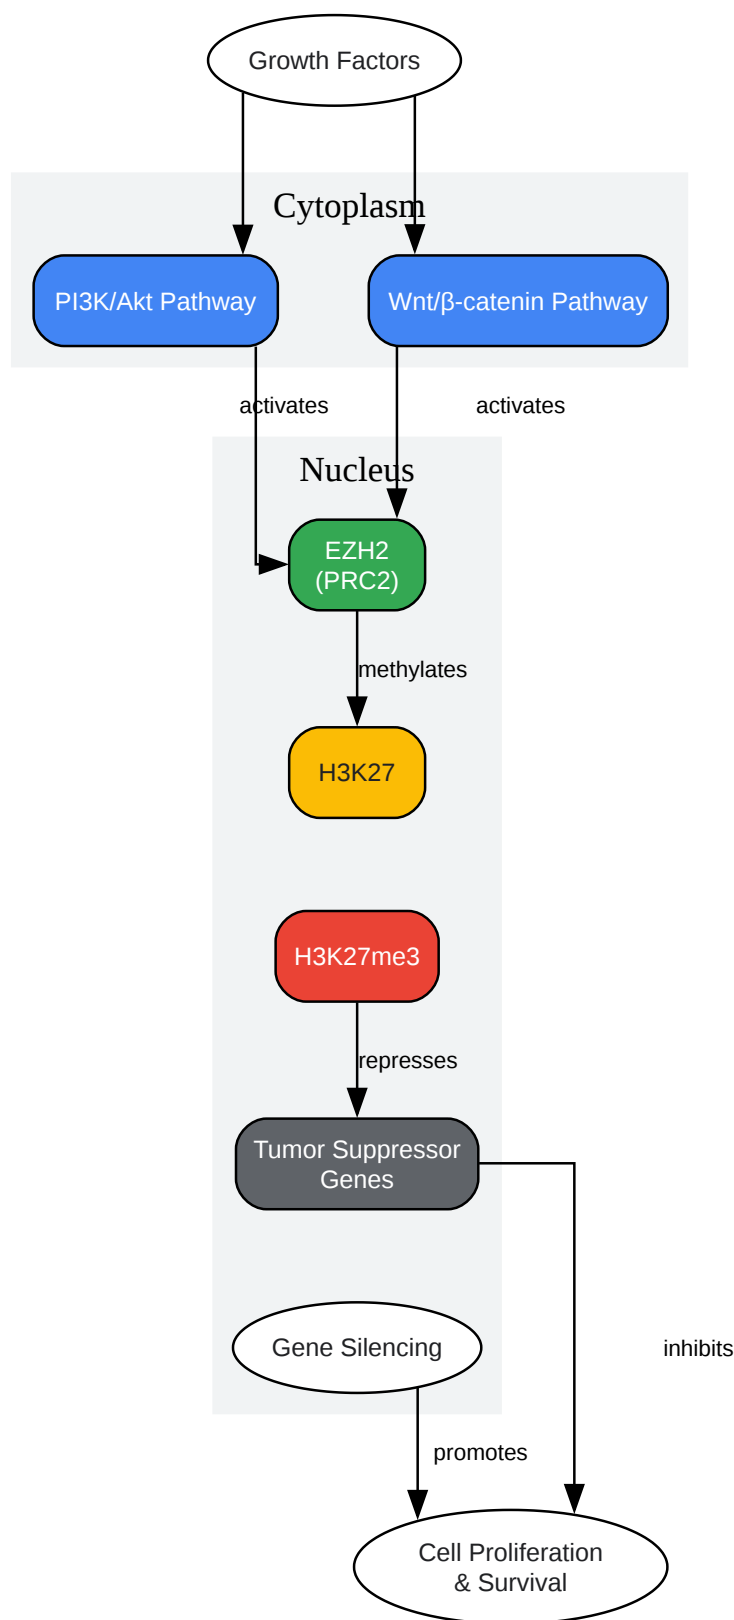 Growth Factors
Cytoplasm
PI3K/Akt Pathway
Wnt/β-catenin Pathway
activates
activates
Nucleus
EZH2
(PRC2)
methylates
H3K27
H3K27me3
represses
Tumor Suppressor
Genes
Gene Silencing
inhibits
promotes
Cell Proliferation
& Survival